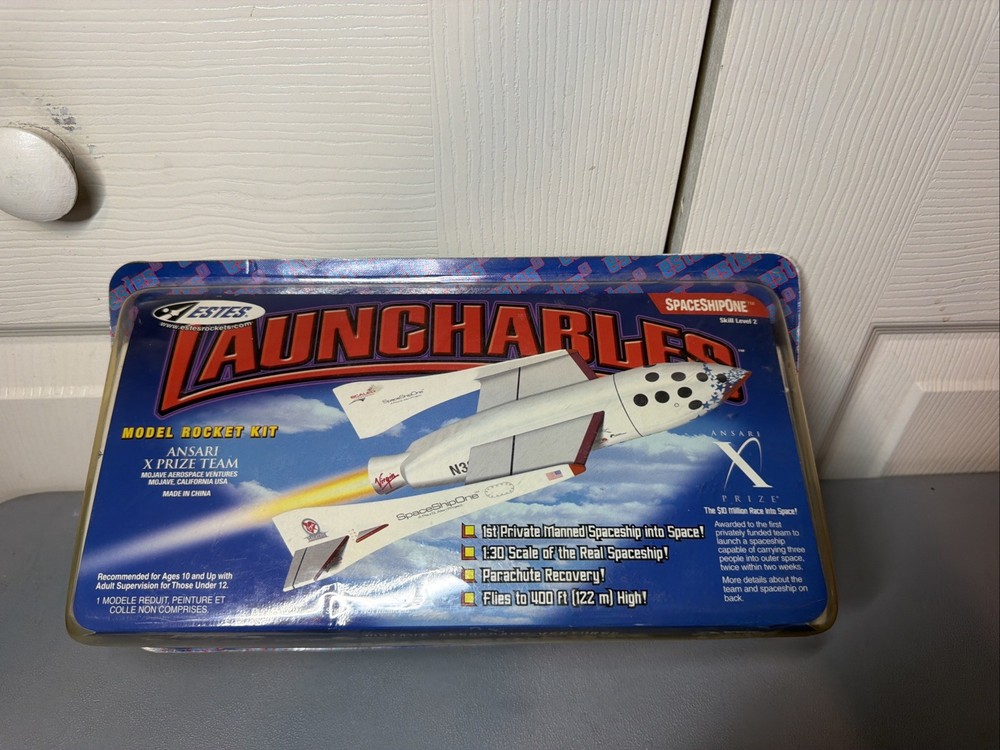 ESTES
www.estesrockets.com
LAUNCHABLES
SPACESHIPONE™
Skill Level 2
MODEL ROCKET KIT
ANSARI
X PRIZE TEAM
MOJAVE AEROSPACE VENTURES
MOJAVE, CALIFORNIA USA
MADE IN CHINA
SCALED
SpaceShipOne
N3
Virgin
SpaceShipOne
ANSARI
X
PRIZE
The $10 Million Race Into Space!
1st Private Manned Spaceship into Space!
1:30 Scale of the Real Spaceship!
Parachute Recovery!
Flies to 400 ft (122 m) High!
Awarded to the first
privately funded team to
launch a spaceship
capable of carrying three
people into outer space,
twice within two weeks.
More details about the
team and spaceship on
back.
Recommended for Ages 10 and Up with
Adult Supervision for Those Under 12.
1 MODELE REDUIT, PEINTURE ET
COLLE NON COMPRISES.